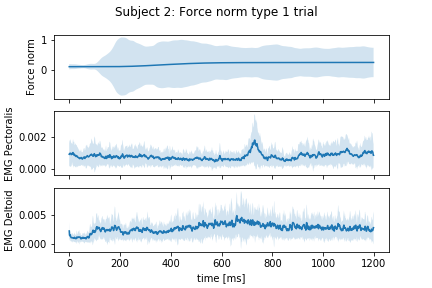 Subject 2: Force norm type 1 trial
Force norm
1
0
EMG Pectoralis
0.002
0.000
EMG Deltoid
0.005
0.000
0 200 400 600 800 1000 1200
time [ms]